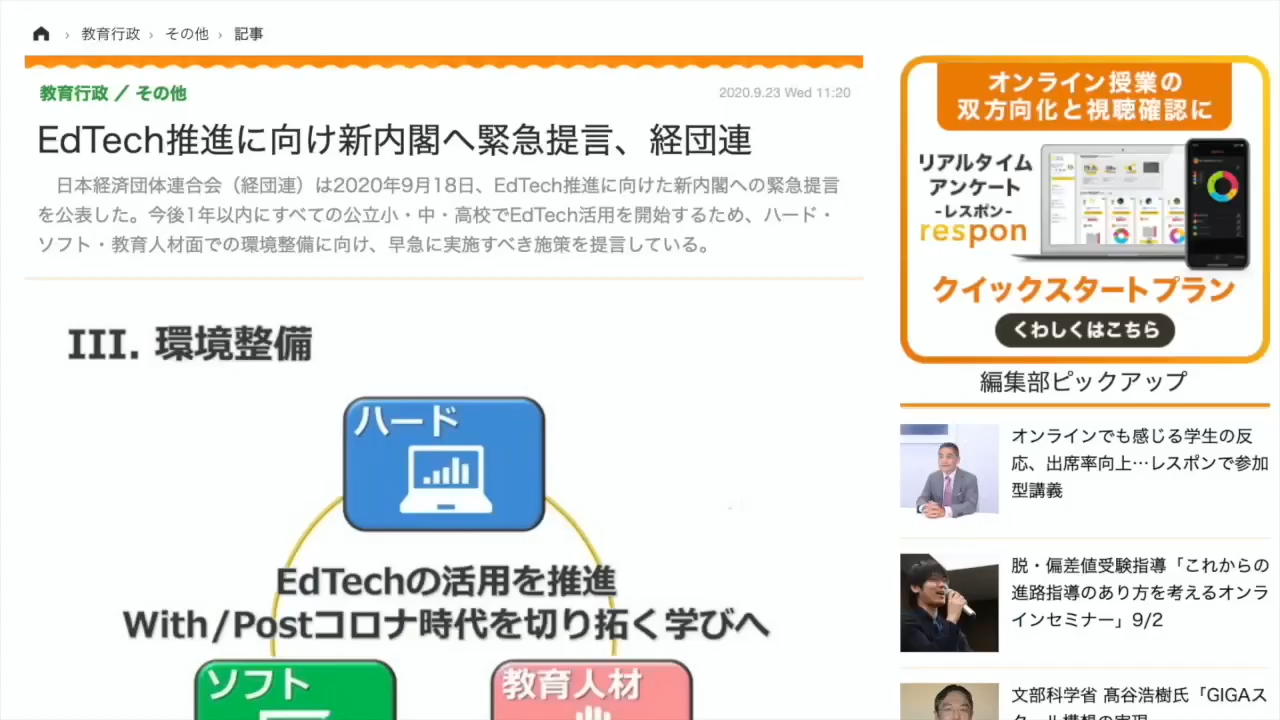 › 教育行政 › その他 › 記事
教育行政 ／ その他
2020.9.23 Wed 11:20
EdTech推進に向け新内閣へ緊急提言、経団連
日本経済団体連合会（経団連）は2020年9月18日、EdTech推進に向けた新内閣への緊急提言
を公表した。今後1年以内にすべての公立小・中・高校でEdTech活用を開始するため、ハード・
ソフト・教育人材面での環境整備に向け、早急に実施すべき施策を提言している。
III. 環境整備
ハード
EdTechの活用を推進
With/Postコロナ時代を切り拓く学びへ
ソフト
教育人材
オンライン授業の
双方向化と視聴確認に
リアルタイム
アンケート
-レスポン-
respon
クイックスタートプラン
くわしくはこちら
編集部ピックアップ
オンラインでも感じる学生の反
応、出席率向上…レスポンで参加
型講義
脱・偏差値受験指導「これからの
進路指導のあり方を考えるオンラ
インセミナー」9/2
文部科学省 髙谷浩樹氏「GIGAス
クール構想の実現